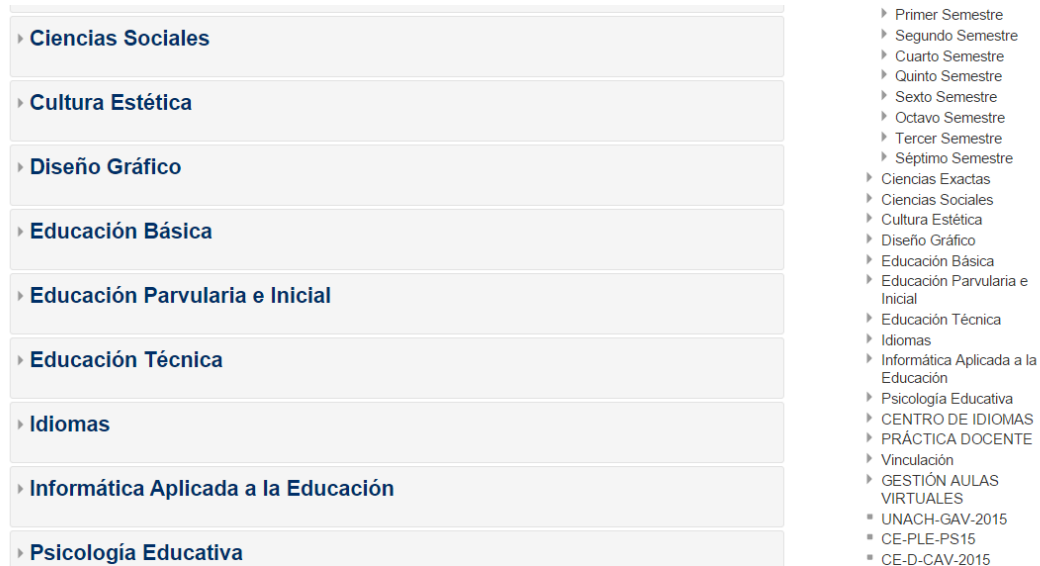 Ciencias Sociales
Cultura Estética
Diseño Gráfico
Educación Básica
Educación Parvularia e Inicial
Educación Técnica
Idiomas
Informática Aplicada a la Educación
Psicología Educativa
Primer Semestre
Segundo Semestre
Cuarto Semestre
Quinto Semestre
Sexto Semestre
Octavo Semestre
Tercer Semestre
Séptimo Semestre
Ciencias Exactas
Ciencias Sociales
Cultura Estética
Diseño Gráfico
Educación Básica
Educación Parvularia e
Inicial
Educación Técnica
Idiomas
Informática Aplicada a la
Educación
Psicología Educativa
CENTRO DE IDIOMAS
PRÁCTICA DOCENTE
Vinculación
GESTIÓN AULAS
VIRTUALES
UNACH-GAV-2015
CE-PLE-PS15
CE-D-CAV-2015